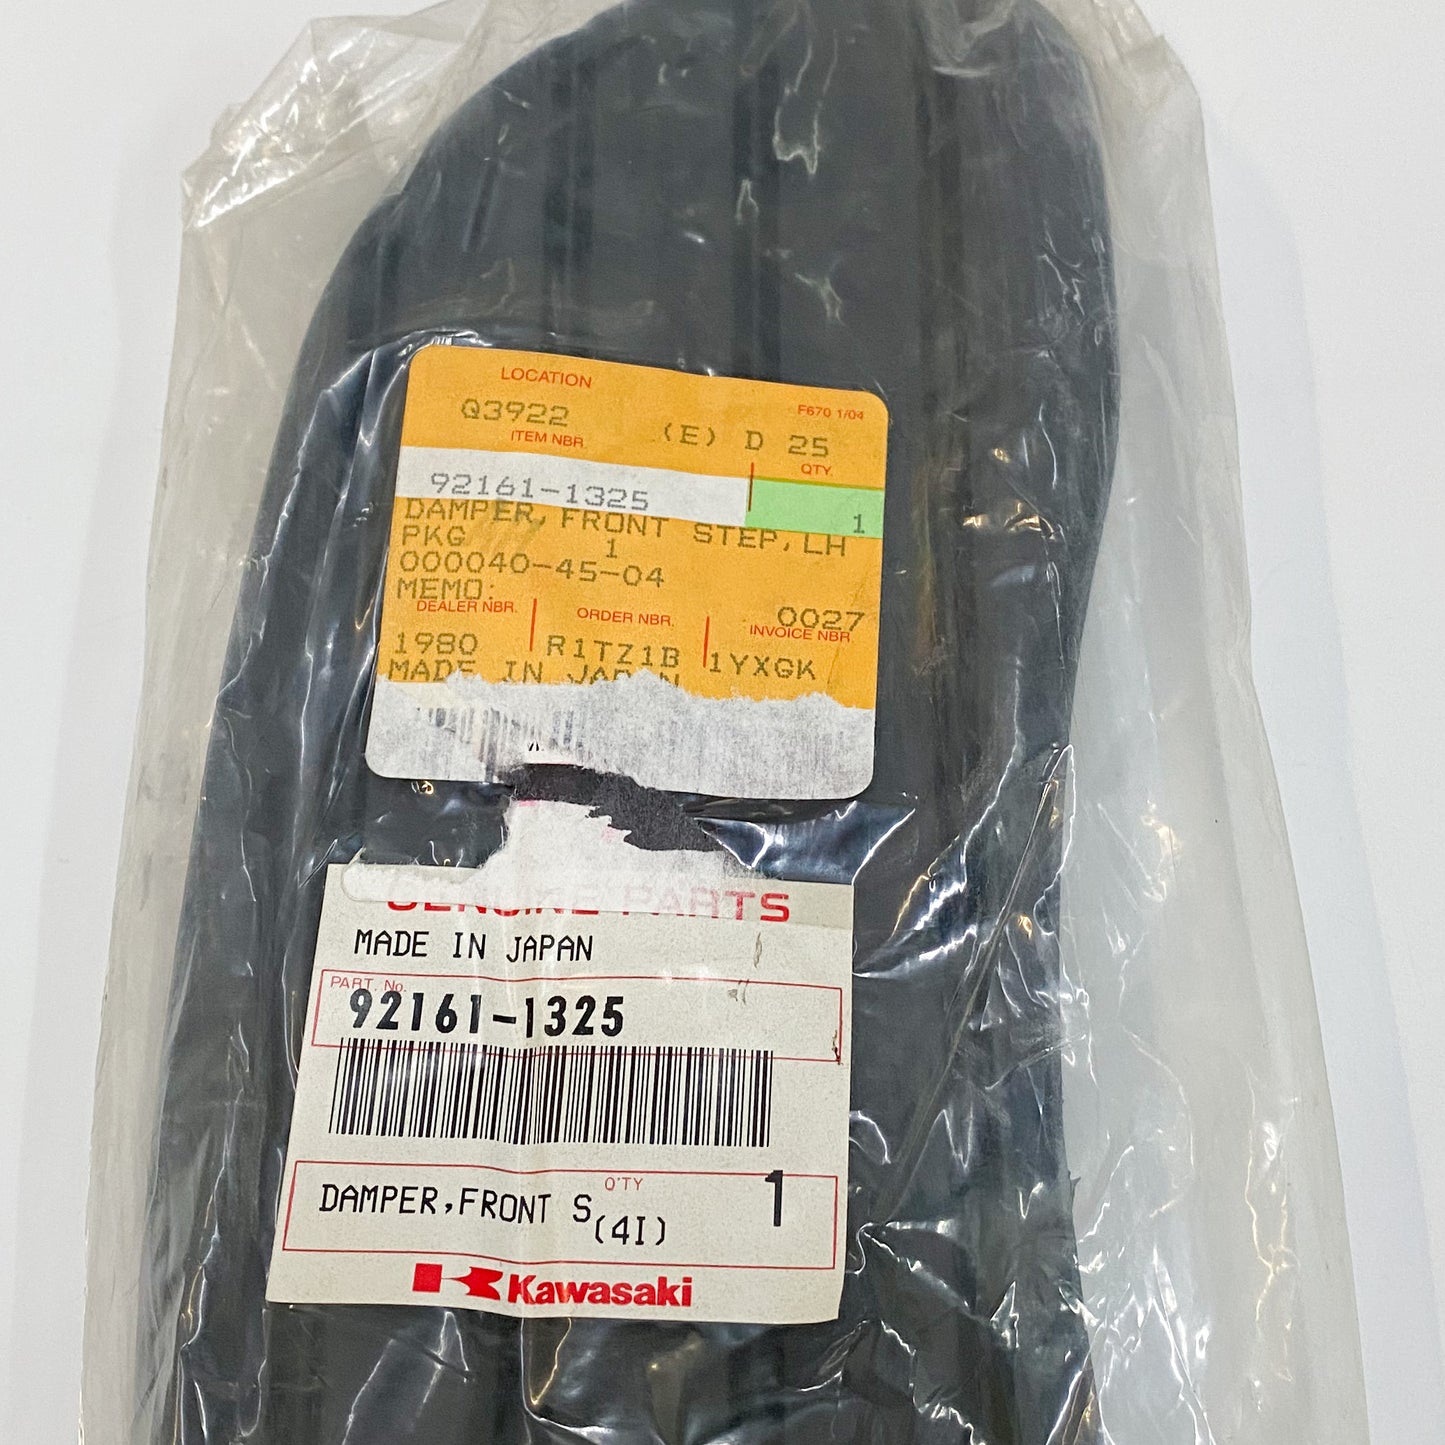 LOCATION
F670 1/04
Q3922 (E) D 25
ITEM NBR. QTY.
92161-1325 1
DAMPER, FRONT STEP, LH
PKG 1
000040-45-04
MEMO:
0027
DEALER NBR. ORDER NBR. INVOICE NBR.
1980 R1TZ1B 1YXGK
MADE IN JAPAN
GENUINE PARTS
MADE IN JAPAN
PART. No.
92161-1325
Q'TY
DAMPER,FRONT S(4I) 1
Kawasaki